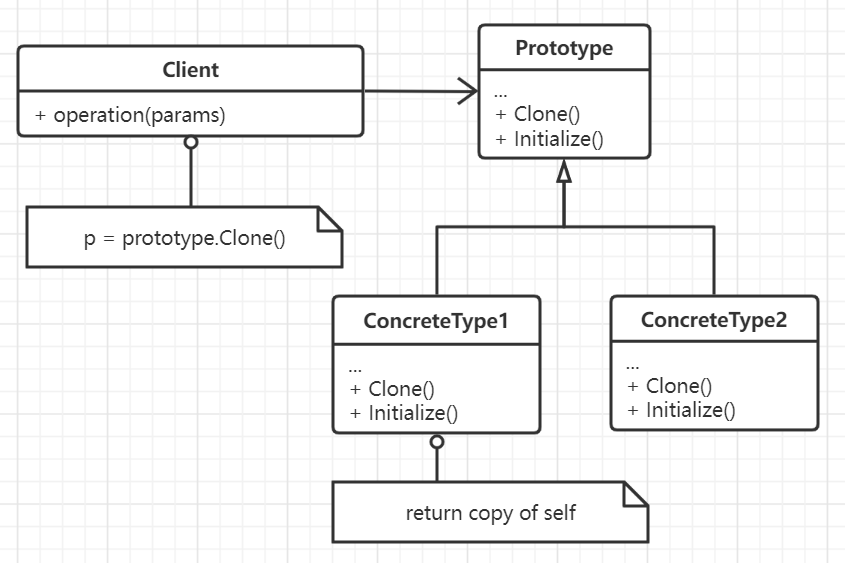 Client
+ operation(params)
p = prototype.Clone()
Prototype
...
+ Clone()
+ Initialize()
ConcreteType1
...
+ Clone()
+ Initialize()
return copy of self
ConcreteType2
...
+ Clone()
+ Initialize()